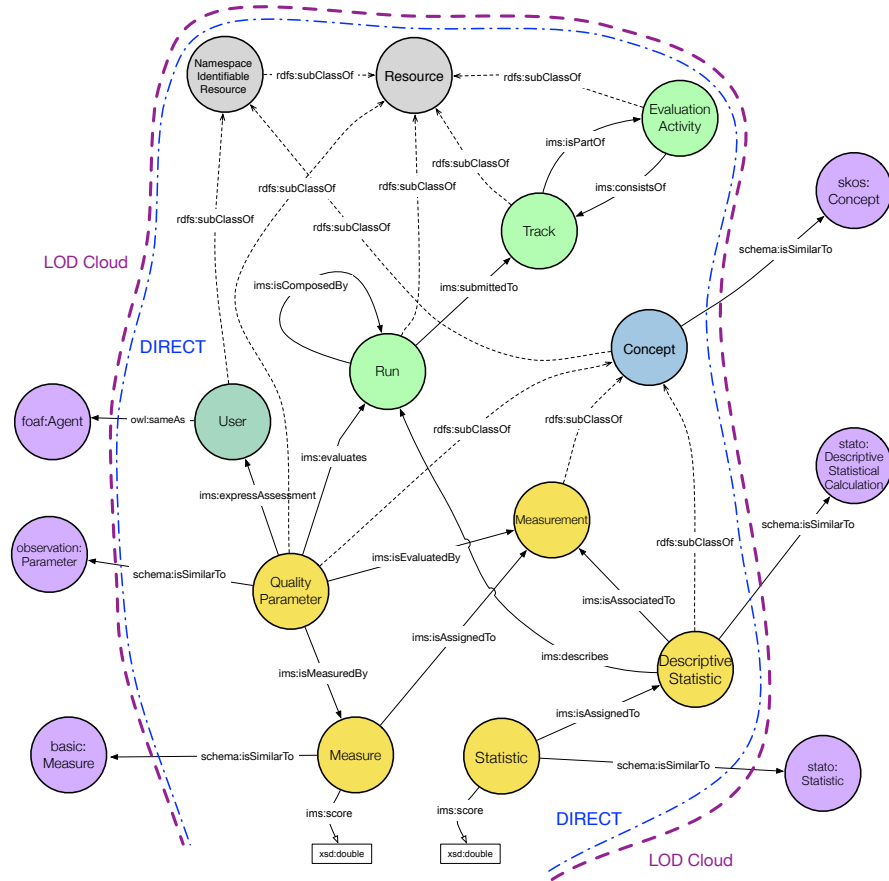 Namespace
Identifiable
Resource
rdfs:subClassOf
Resource
rdfs:subClassOf
Evaluation
Activity
ims:isPartOf
rdfs:subClassOf
rdfs:subClassOf
rdfs:subClassOf
ims:consistsOf
skos:
Concept
rdfs:subClassOf
rdfs:subClassOf
Track
schema:isSimilarTo
LOD Cloud
ims:isComposedBy
ims:submittedTo
DIRECT
Run
Concept
foaf:Agent
owl:sameAs
User
rdfs:subClassOf
ims:evaluates
stato:
Descriptive
Statistical
Calculation
ims:expressAssessment
Measurement
schema:isSimilarTo
observation:
Parameter
ims:isEvaluatedBy
rdfs:subClassOf
schema:isSimilarTo
Quality
Parameter
ims:isAssociatedTo
ims:isAssignedTo
ims:describes
Descriptive
Statistic
ims:isMeasuredBy
ims:isAssignedTo
basic:
Measure
schema:isSimilarTo
Measure
Statistic
schema:isSimilarTo
stato:
Statistic
ims:score
ims:score
DIRECT
xsd:double
xsd:double
LOD Cloud